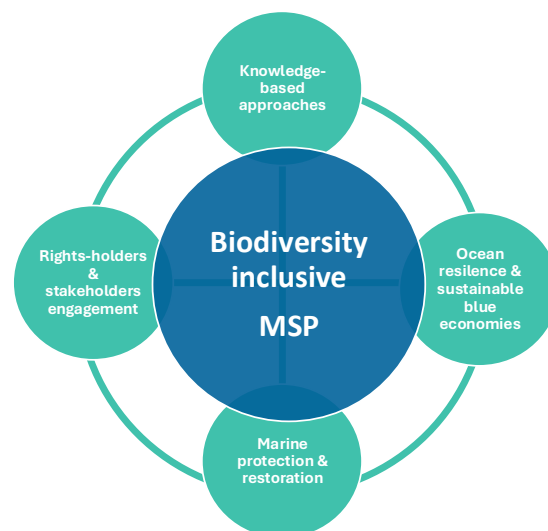 Knowledge-
based
approaches
Rights-holders
&
stakeholders
engagement
Biodiversity
inclusive
MSP
Ocean
resilence &
sustainable
blue
economies
Marine
protection &
restoration